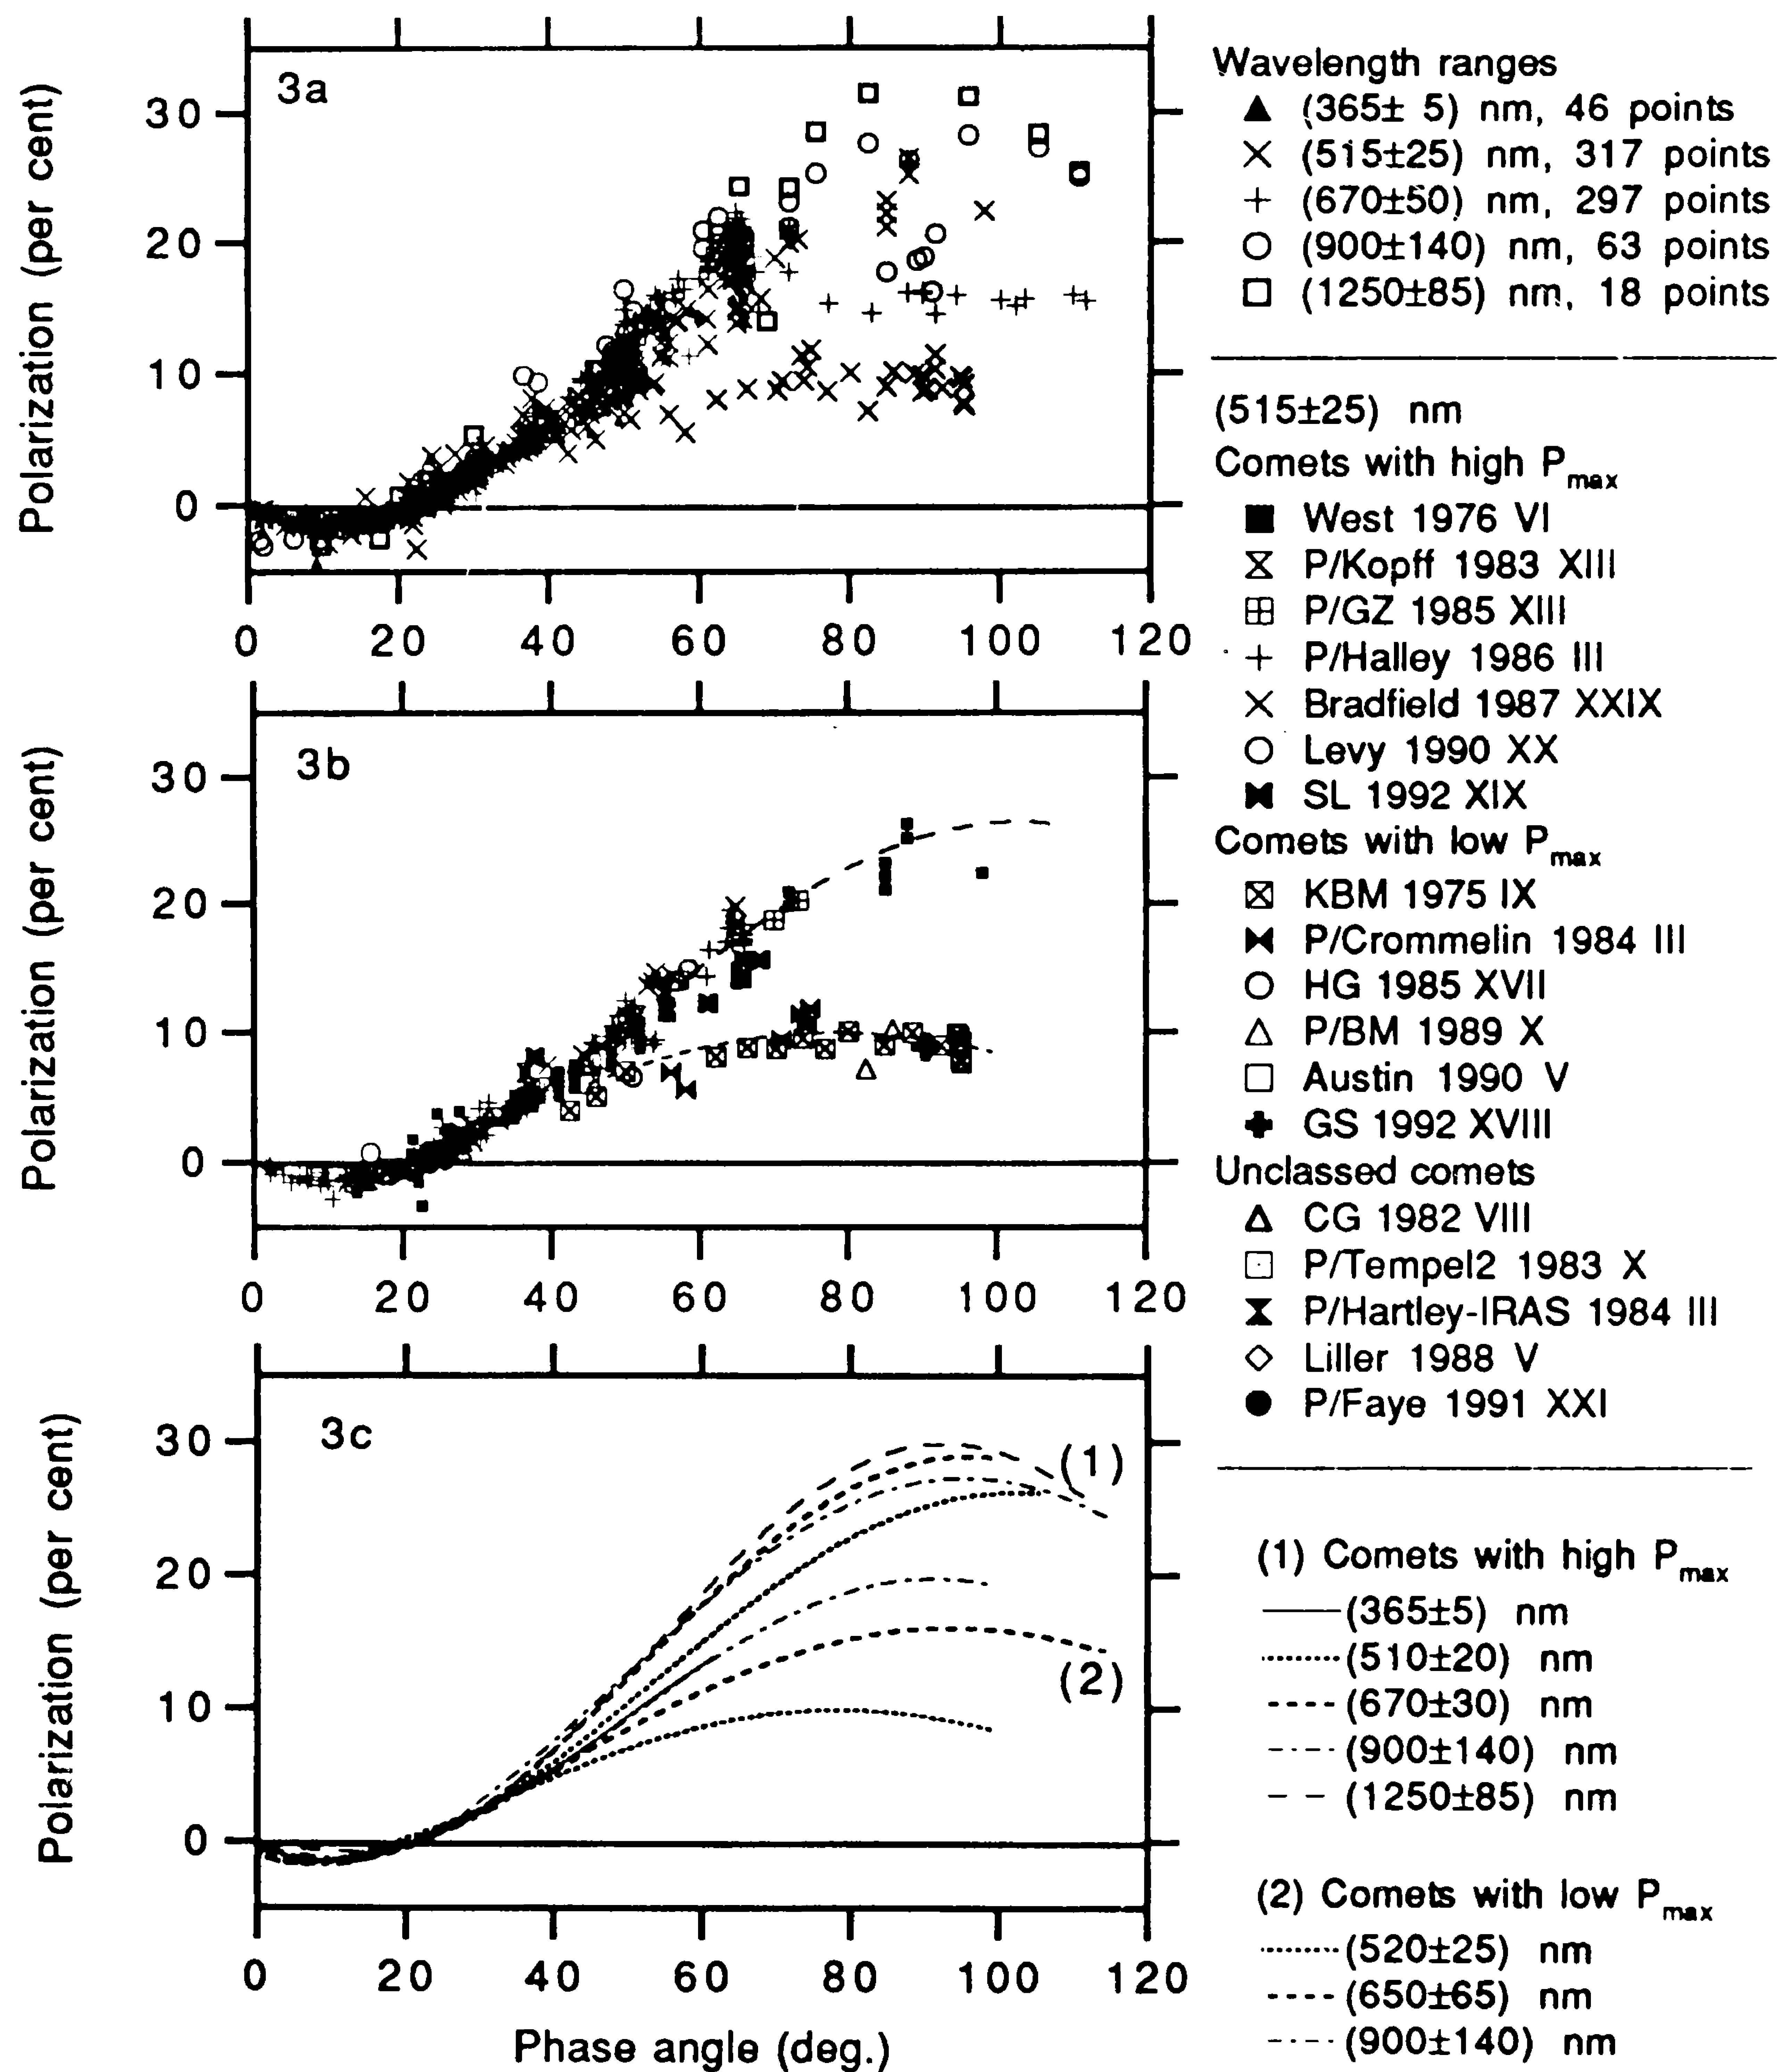 3a
Polarization (per cent)
30
20
10
0
0 20 40 60 80 100 120
3b
Polarization (per cent)
30
20
10
0
0 20 40 60 80 100 120
3c
Polarization (per cent)
30
20
10
0
(1)
(2)
0 20 40 60 80 100 120
Phase angle (deg.)
Wavelength ranges
(365± 5) nm, 46 points
(515±25) nm, 317 points
(670±50) nm, 297 points
(900±140) nm, 63 points
(1250±85) nm, 18 points
(515±25) nm
Comets with high Pmax
West 1976 VI
P/Kopff 1983 XIII
P/GZ 1985 XIII
P/Halley 1986 III
Bradfield 1987 XXIX
Levy 1990 XX
SL 1992 XIX
Comets with low Pmax
KBM 1975 IX
P/Crommelin 1984 III
HG 1985 XVII
P/BM 1989 X
Austin 1990 V
GS 1992 XVIII
Unclassed comets
CG 1982 VIII
P/Tempel2 1983 X
P/Hartley-IRAS 1984 III
Liller 1988 V
P/Faye 1991 XXI
(1) Comets with high Pmax
(365±5) nm
(510±20) nm
(670±30) nm
(900±140) nm
(1250±85) nm
(2) Comets with low Pmax
(520±25) nm
(650±65) nm
(900±140) nm